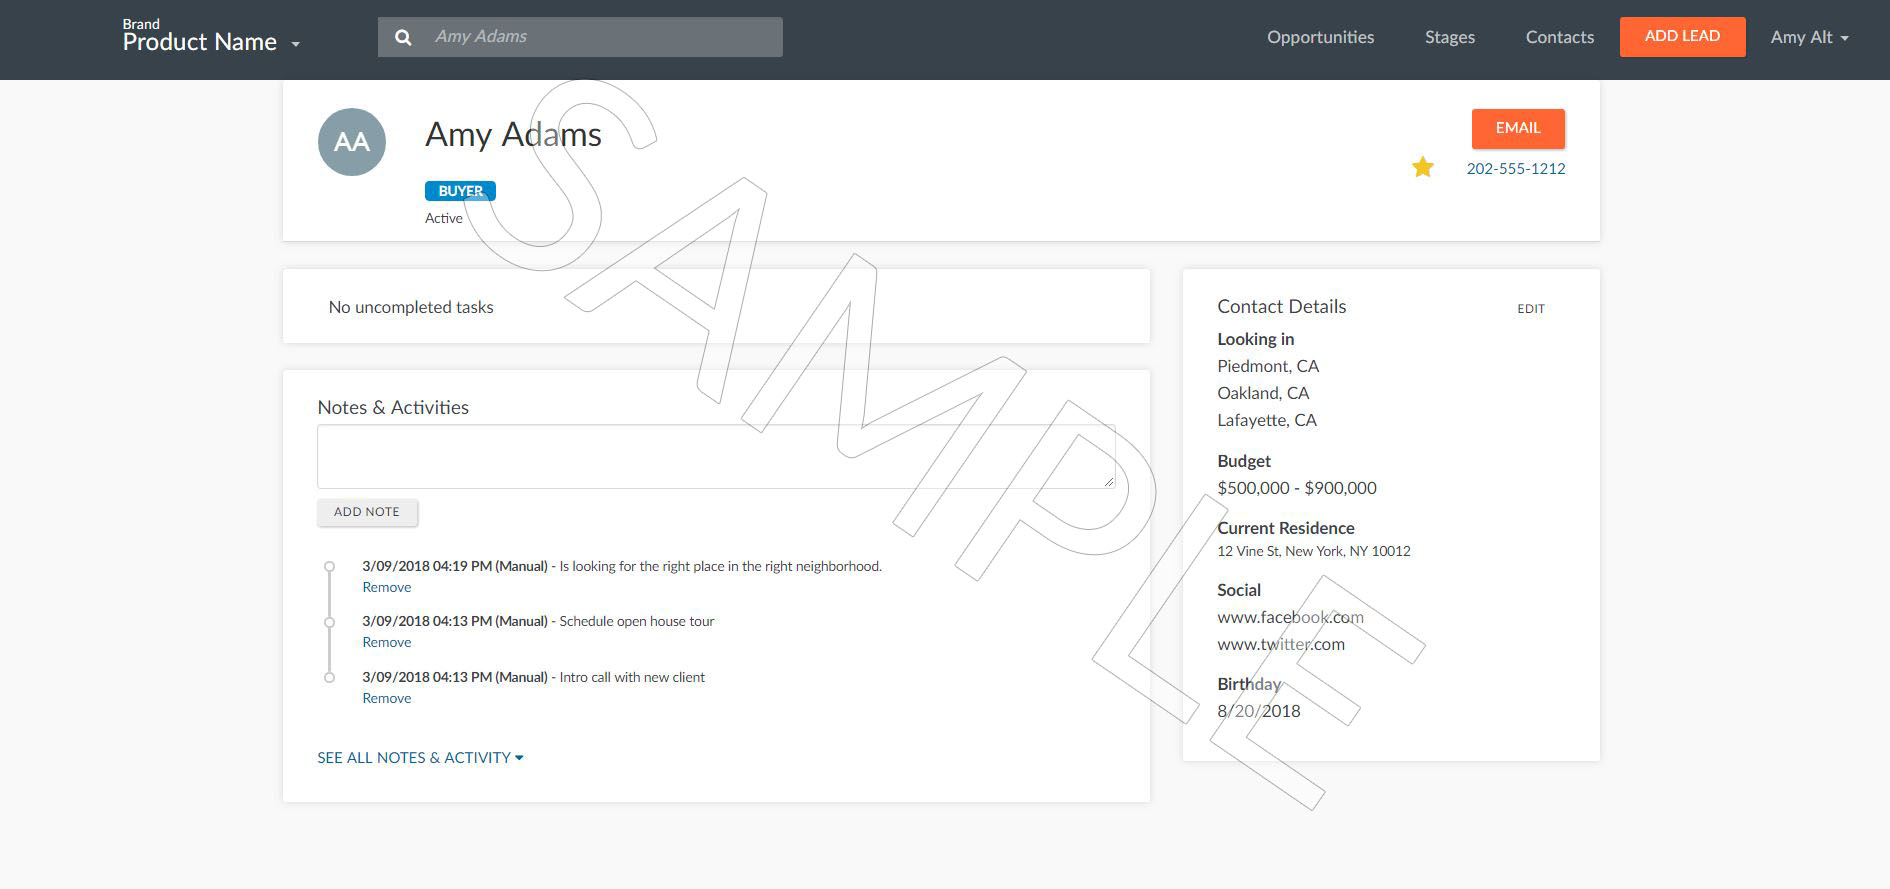 Brand
Product Name
Amy Adams
Opportunities
Stages
Contacts
ADD LEAD
Amy Alt
AA
Amy Adams
BUYER
Active
EMAIL
202-555-1212
No uncompleted tasks
Notes & Activities
ADD NOTE
3/09/2018 04:19 PM (Manual) - Is looking for the right place in the right neighborhood.
Remove
3/09/2018 04:13 PM (Manual) - Schedule open house tour
Remove
3/09/2018 04:13 PM (Manual) - Intro call with new client
Remove
SEE ALL NOTES & ACTIVITY
Contact Details
EDIT
Looking in
Piedmont, CA
Oakland, CA
Lafayette, CA
Budget
$500,000 - $900,000
Current Residence
12 Vine St, New York, NY 10012
Social
www.facebook.com
www.twitter.com
Birthday
8/20/2018
SAMPLE